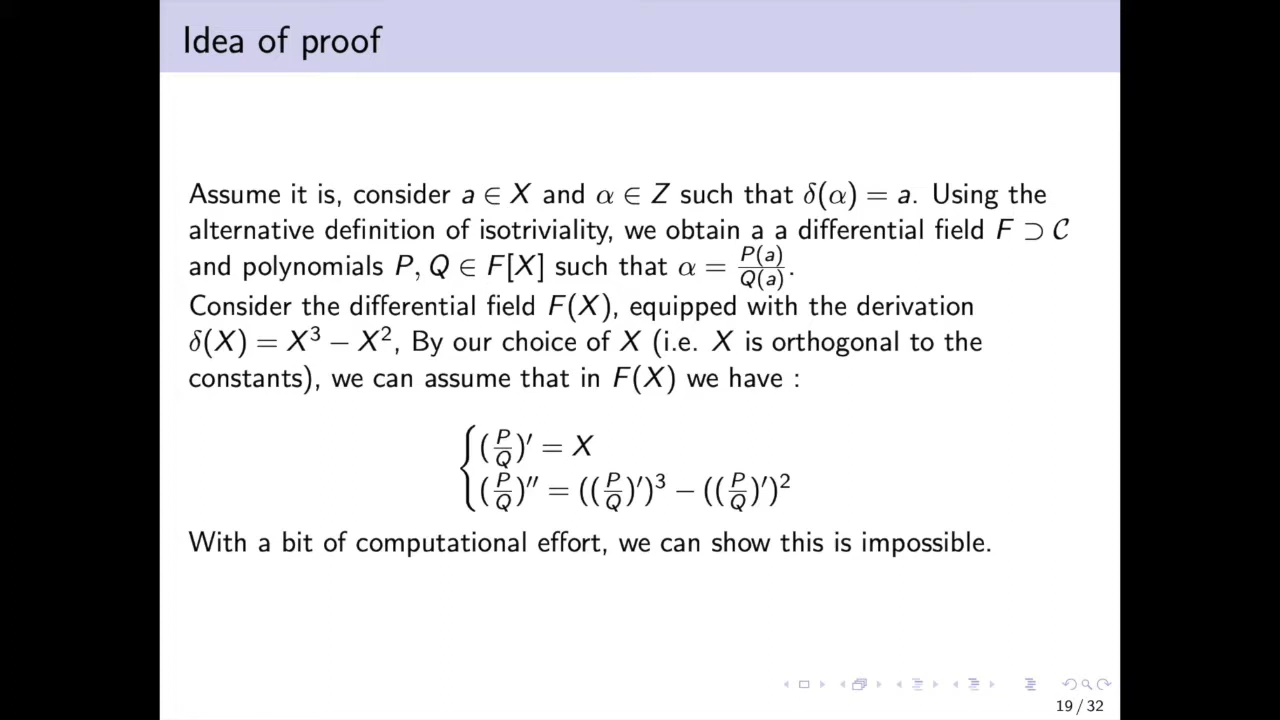 Idea of proof
Assume it is, consider a ∈ X and α ∈ Z such that δ(α) = a. Using the
alternative definition of isotriviality, we obtain a a differential field F ⊃ 𝒞
and polynomials P, Q ∈ F[X] such that α = P(a)/Q(a).
Consider the differential field F(X), equipped with the derivation
δ(X) = X³ − X², By our choice of X (i.e. X is orthogonal to the
constants), we can assume that in F(X) we have :
{ (P/Q)′ = X
(P/Q)″ = ((P/Q)′)³ − ((P/Q)′)²
With a bit of computational effort, we can show this is impossible.
19 / 32